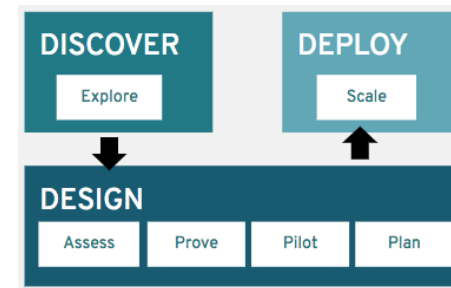 DISCOVER
Explore
DEPLOY
Scale
DESIGN
Assess Prove Pilot Plan